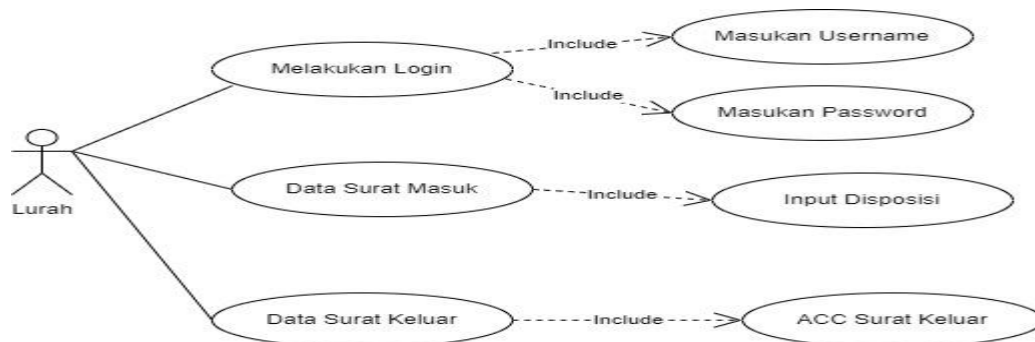 Melakukan Login
Include
Masukan Username
Include
Masukan Password
Lurah
Data Surat Masuk
Include
Input Disposisi
Data Surat Keluar
Include
ACC Surat Keluar